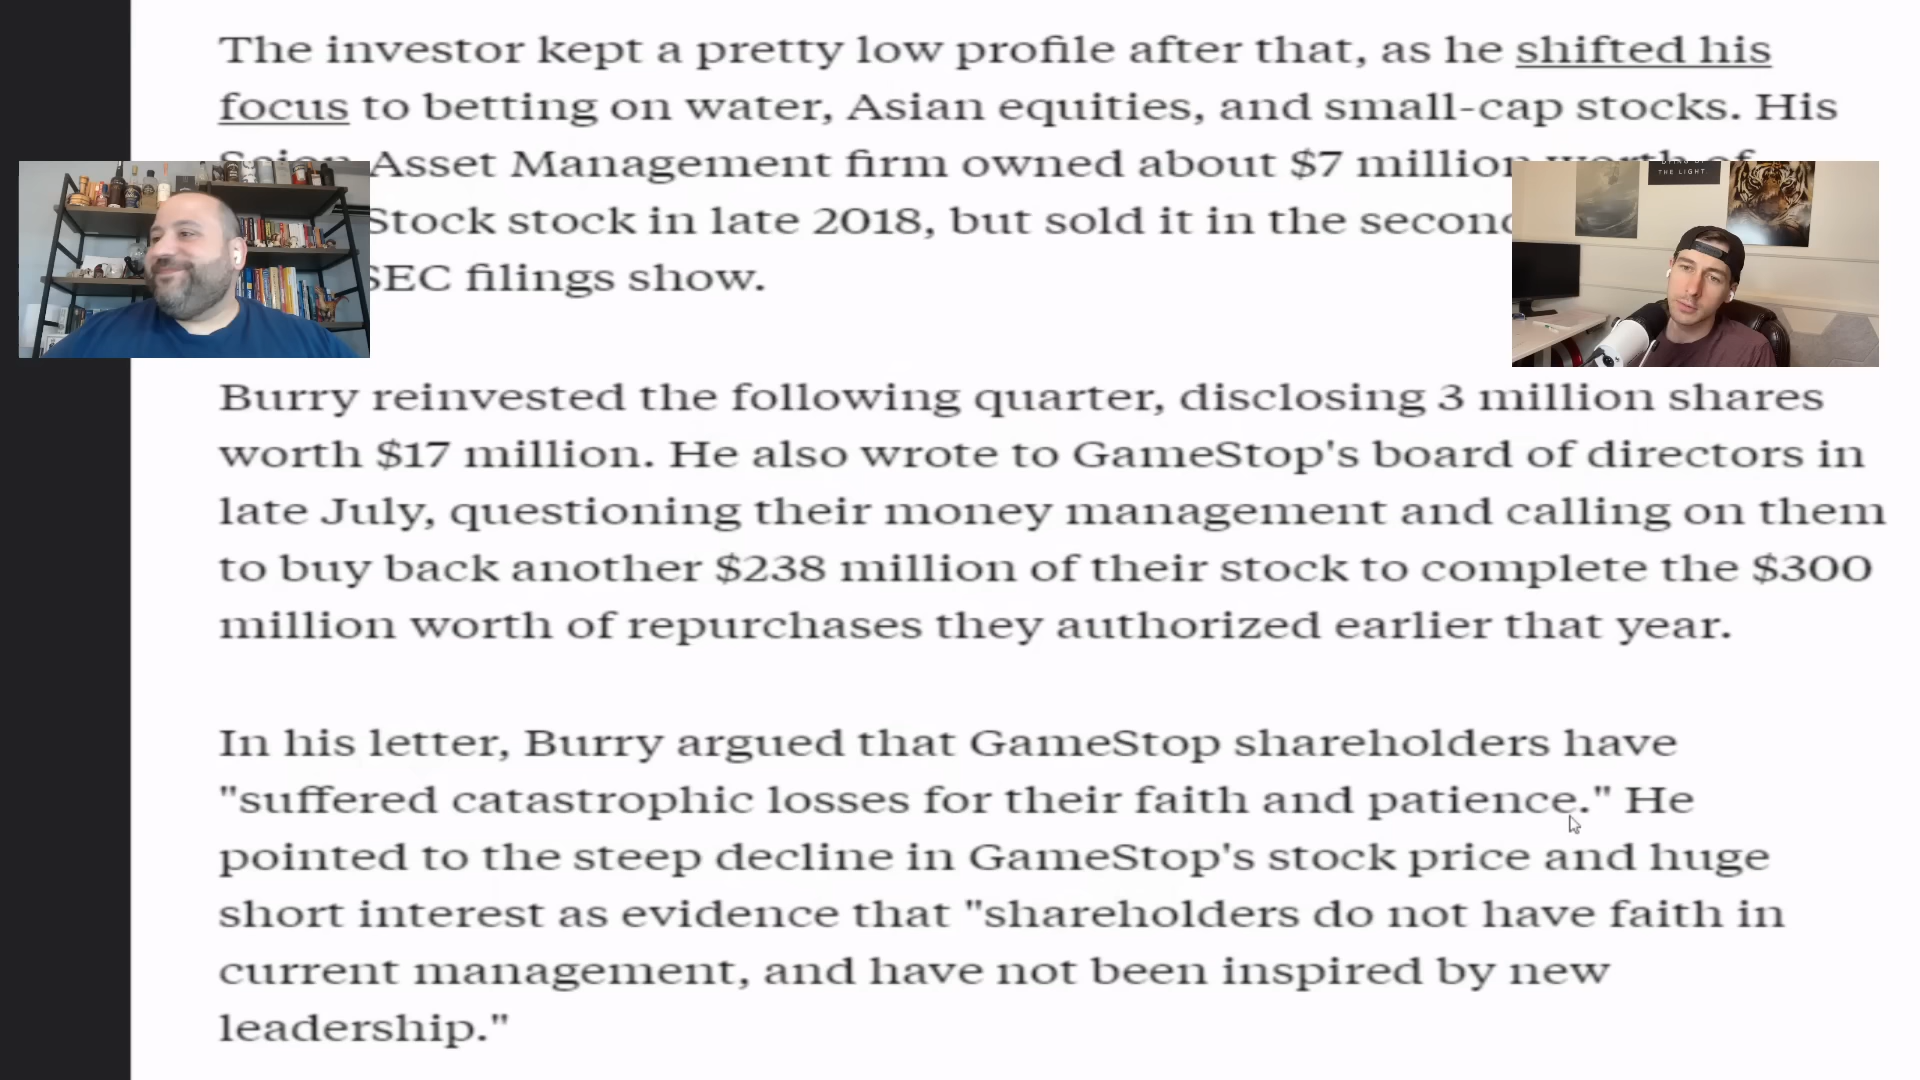 The investor kept a pretty low profile after that, as he shifted his
focus to betting on water, Asian equities, and small-cap stocks. His
Scion Asset Management firm owned about $7 million worth of
Stock stock in late 2018, but sold it in the second
SEC filings show.
THE LIGHT.
Burry reinvested the following quarter, disclosing 3 million shares
worth $17 million. He also wrote to GameStop's board of directors in
late July, questioning their money management and calling on them
to buy back another $238 million of their stock to complete the $300
million worth of repurchases they authorized earlier that year.
In his letter, Burry argued that GameStop shareholders have
"suffered catastrophic losses for their faith and patience." He
pointed to the steep decline in GameStop's stock price and huge
short interest as evidence that "shareholders do not have faith in
current management, and have not been inspired by new
leadership."